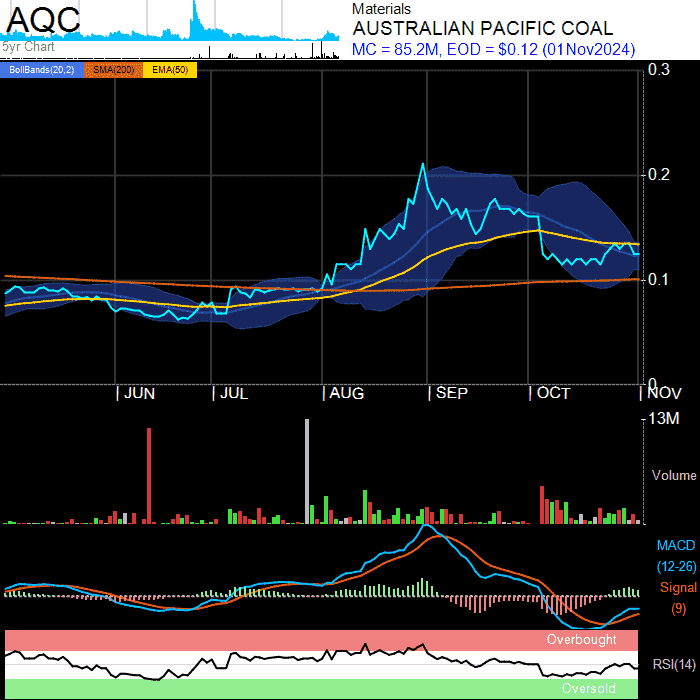 AQC
5yr Chart
Materials
AUSTRALIAN PACIFIC COAL
MC = 85.2M, EOD = $0.12 (01Nov2024)
BollBands(20,2) SMA(200) EMA(50)
0.3
0.2
0.1
0
| JUN | JUL | AUG | SEP | OCT | NOV
13M
Volume
MACD
(12-26)
Signal
(9)
Overbought
RSI(14)
Oversold